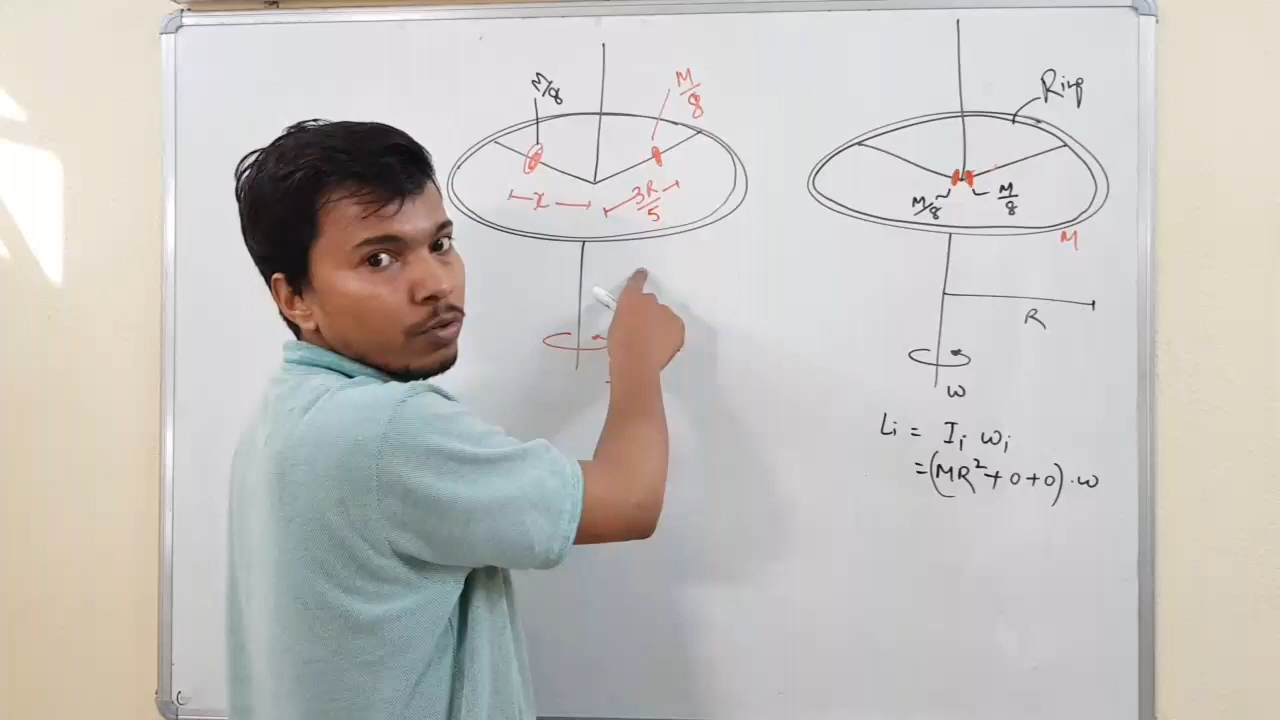 M/8
M/8
x
3R/5
Ring
M/8
M/8
M
R
ω
Li = Ii ωi
= (MR² + 0 + 0) · ω